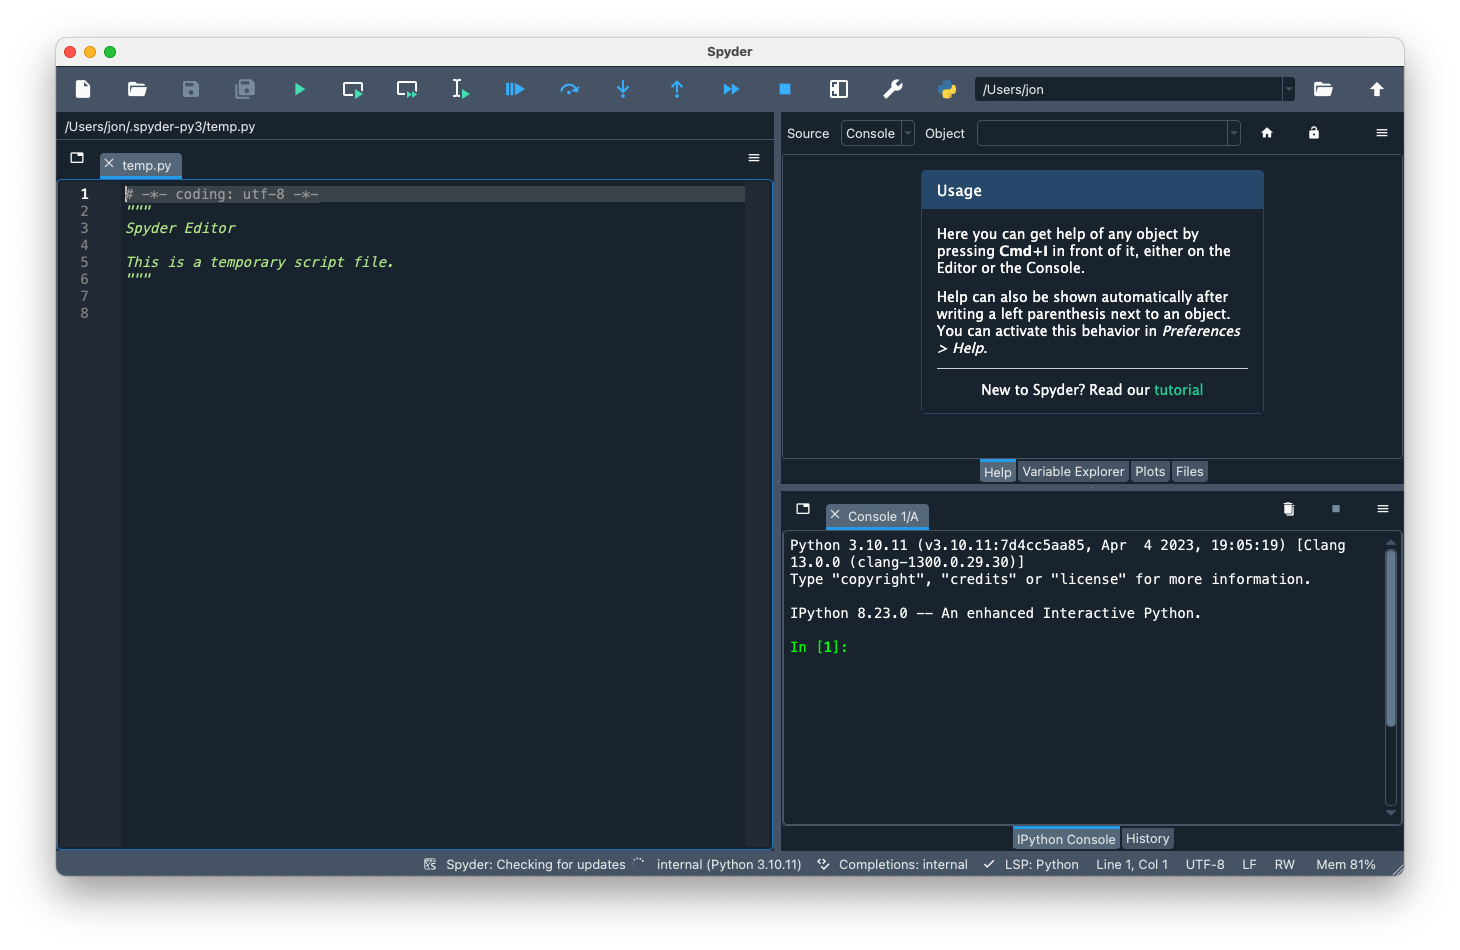 Spyder
/Users/jon
/Users/jon/.spyder-py3/temp.py
temp.py
1 # -*- coding: utf-8 -*-
2 """
3 Spyder Editor
4
5 This is a temporary script file.
6 """
7
8
Source Console Object
Usage
Here you can get help of any object by
pressing Cmd+I in front of it, either on the
Editor or the Console.
Help can also be shown automatically after
writing a left parenthesis next to an object.
You can activate this behavior in Preferences
> Help.
New to Spyder? Read our tutorial
Help Variable Explorer Plots Files
Console 1/A
Python 3.10.11 (v3.10.11:7d4cc5aa85, Apr  4 2023, 19:05:19) [Clang
13.0.0 (clang-1300.0.29.30)]
Type "copyright", "credits" or "license" for more information.
IPython 8.23.0 -- An enhanced Interactive Python.
In [1]:
IPython Console History
Spyder: Checking for updates internal (Python 3.10.11) Completions: internal LSP: Python Line 1, Col 1 UTF-8 LF RW Mem 81%